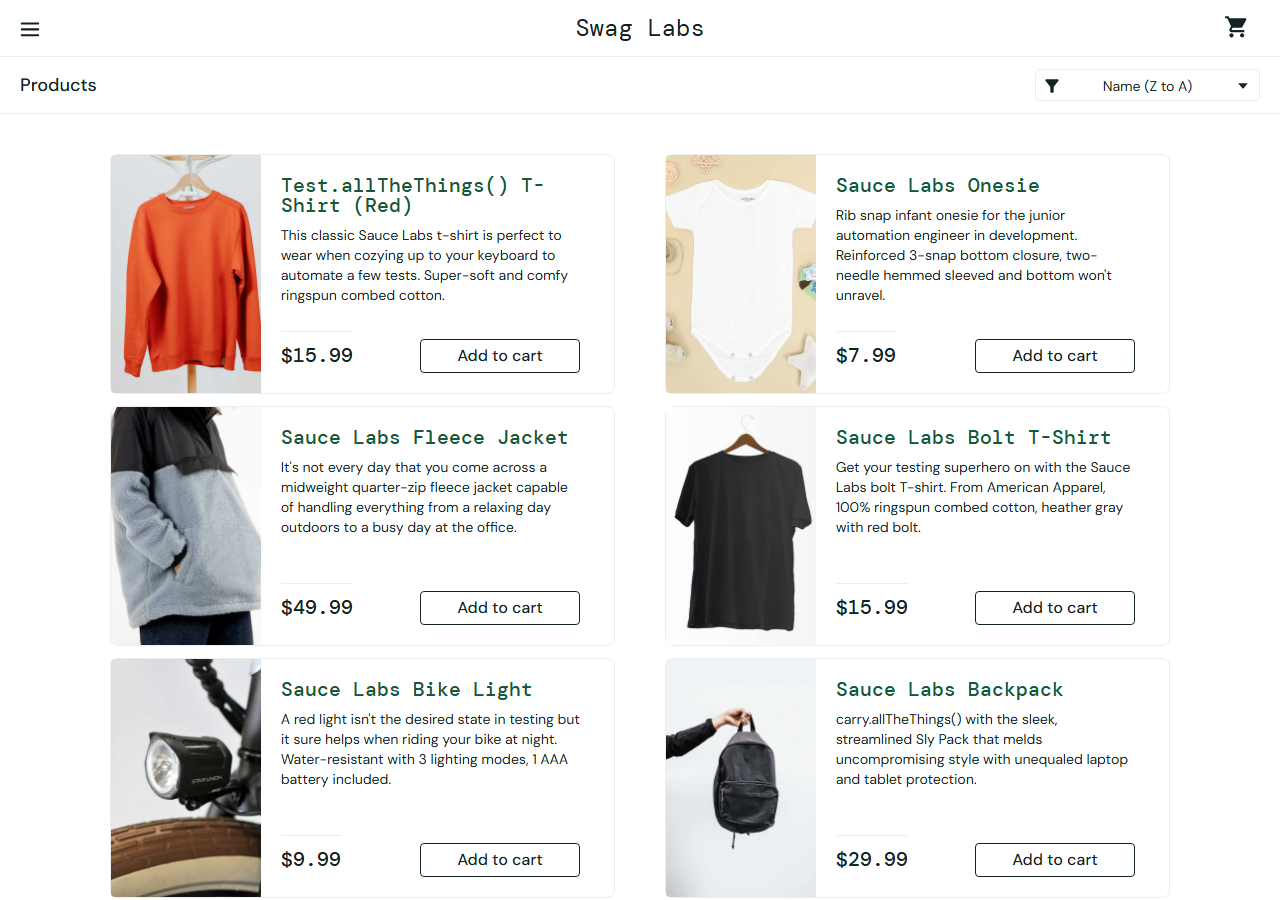 Swag Labs
Products
Name (Z to A)
Test.allTheThings() T-
Shirt (Red)
This classic Sauce Labs t-shirt is perfect to
wear when cozying up to your keyboard to
automate a few tests. Super-soft and comfy
ringspun combed cotton.
$15.99
Add to cart
Sauce Labs Onesie
Rib snap infant onesie for the junior
automation engineer in development.
Reinforced 3-snap bottom closure, two-
needle hemmed sleeved and bottom won't
unravel.
$7.99
Add to cart
Sauce Labs Fleece Jacket
It's not every day that you come across a
midweight quarter-zip fleece jacket capable
of handling everything from a relaxing day
outdoors to a busy day at the office.
$49.99
Add to cart
Sauce Labs Bolt T-Shirt
Get your testing superhero on with the Sauce
Labs bolt T-shirt. From American Apparel,
100% ringspun combed cotton, heather gray
with red bolt.
$15.99
Add to cart
Sauce Labs Bike Light
A red light isn't the desired state in testing but
it sure helps when riding your bike at night.
Water-resistant with 3 lighting modes, 1 AAA
battery included.
$9.99
Add to cart
Sauce Labs Backpack
carry.allTheThings() with the sleek,
streamlined Sly Pack that melds
uncompromising style with unequaled laptop
and tablet protection.
$29.99
Add to cart